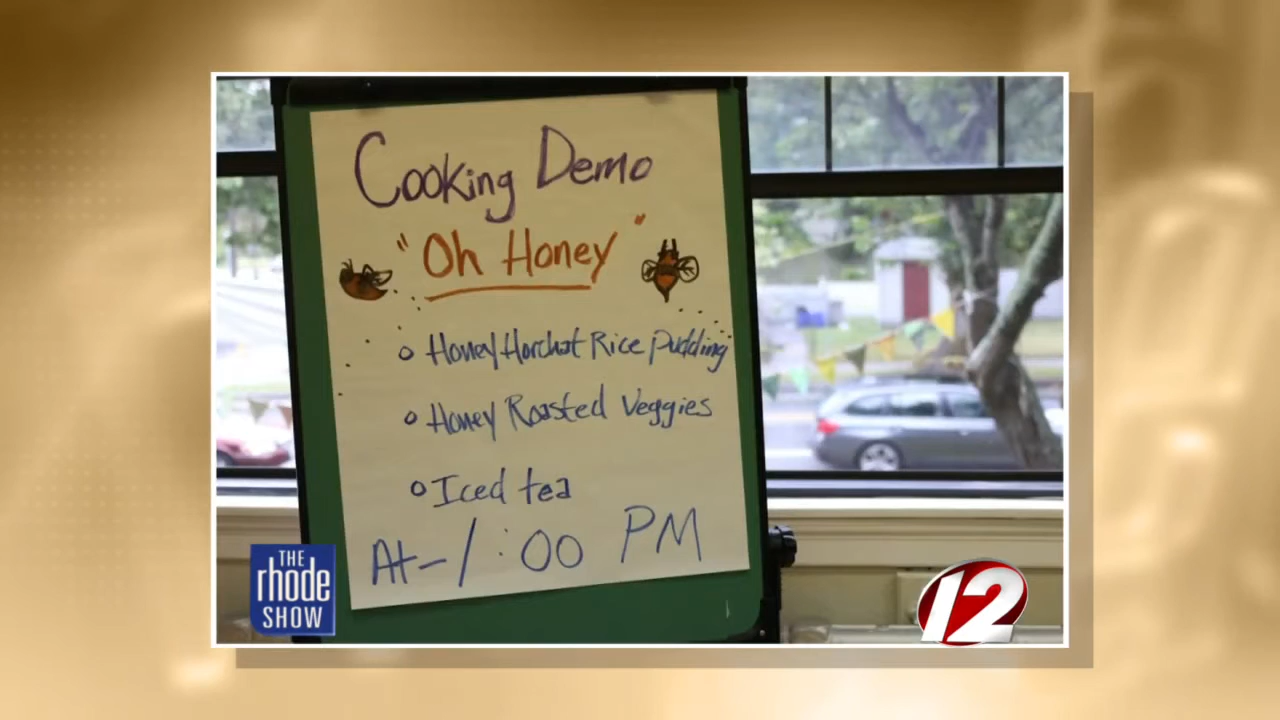 Cooking Demo
"Oh Honey"
Honey Horchat Rice Pudding
Honey Roasted Veggies
Iced tea
At - 1:00 PM
THE
rhode
SHOW
12